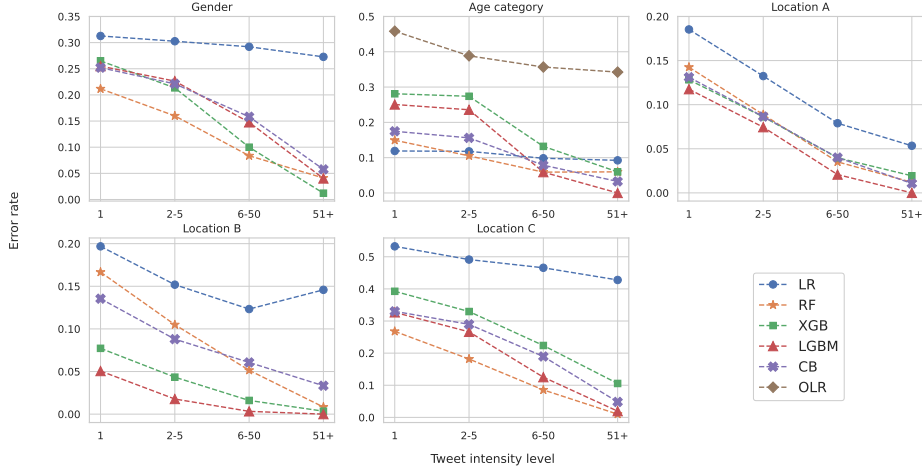 Gender
Age category
Location A
0.35
0.30
0.25
0.20
0.15
0.10
0.05
0.00
0.5
0.4
0.3
0.2
0.1
0.0
0.20
0.15
0.10
0.05
0.00
1 2-5 6-50 51+
1 2-5 6-50 51+
1 2-5 6-50 51+
Error rate
Location B
Location C
0.20
0.15
0.10
0.05
0.00
0.5
0.4
0.3
0.2
0.1
0.0
1 2-5 6-50 51+
1 2-5 6-50 51+
LR
RF
XGB
LGBM
CB
OLR
Tweet intensity level